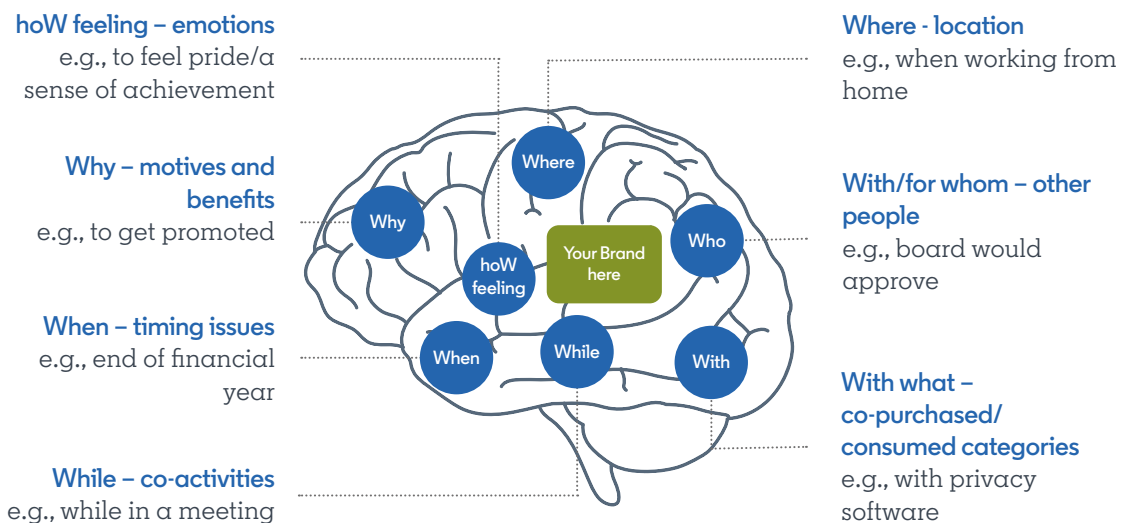 hoW feeling – emotions
e.g., to feel pride/a
sense of achievement
Why – motives and
benefits
e.g., to get promoted
When – timing issues
e.g., end of financial
year
While – co-activities
e.g., while in a meeting
Where
Why
hoW
feeling
Your Brand
here
Who
When
While
With
Where - location
e.g., when working from
home
With/for whom – other
people
e.g., board would
approve
With what –
co-purchased/
consumed categories
e.g., with privacy
software